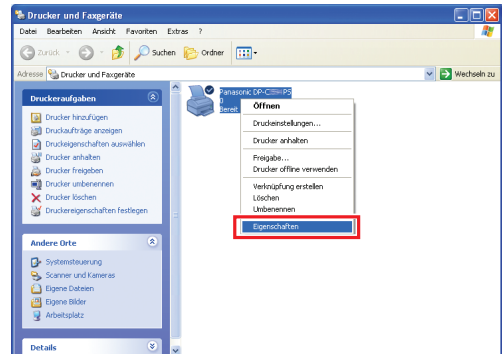 Drucker und Faxgeräte
Datei Bearbeiten Ansicht Favoriten Extras ?
Zurück Suchen Ordner
Adresse Drucker und Faxgeräte Wechseln zu
Druckeraufgaben
Drucker hinzufügen
Druckaufträge anzeigen
Druckeigenschaften auswählen
Drucker anhalten
Drucker freigeben
Drucker umbenennen
Drucker löschen
Druckereigenschaften festlegen
Andere Orte
Systemsteuerung
Scanner und Kameras
Eigene Dateien
Eigene Bilder
Arbeitsplatz
Details
Panasonic PS
0
Bereit
Öffnen
Druckeinstellungen...
Drucker anhalten
Freigabe...
Drucker offline verwenden
Verknüpfung erstellen
Löschen
Umbenennen
Eigenschaften